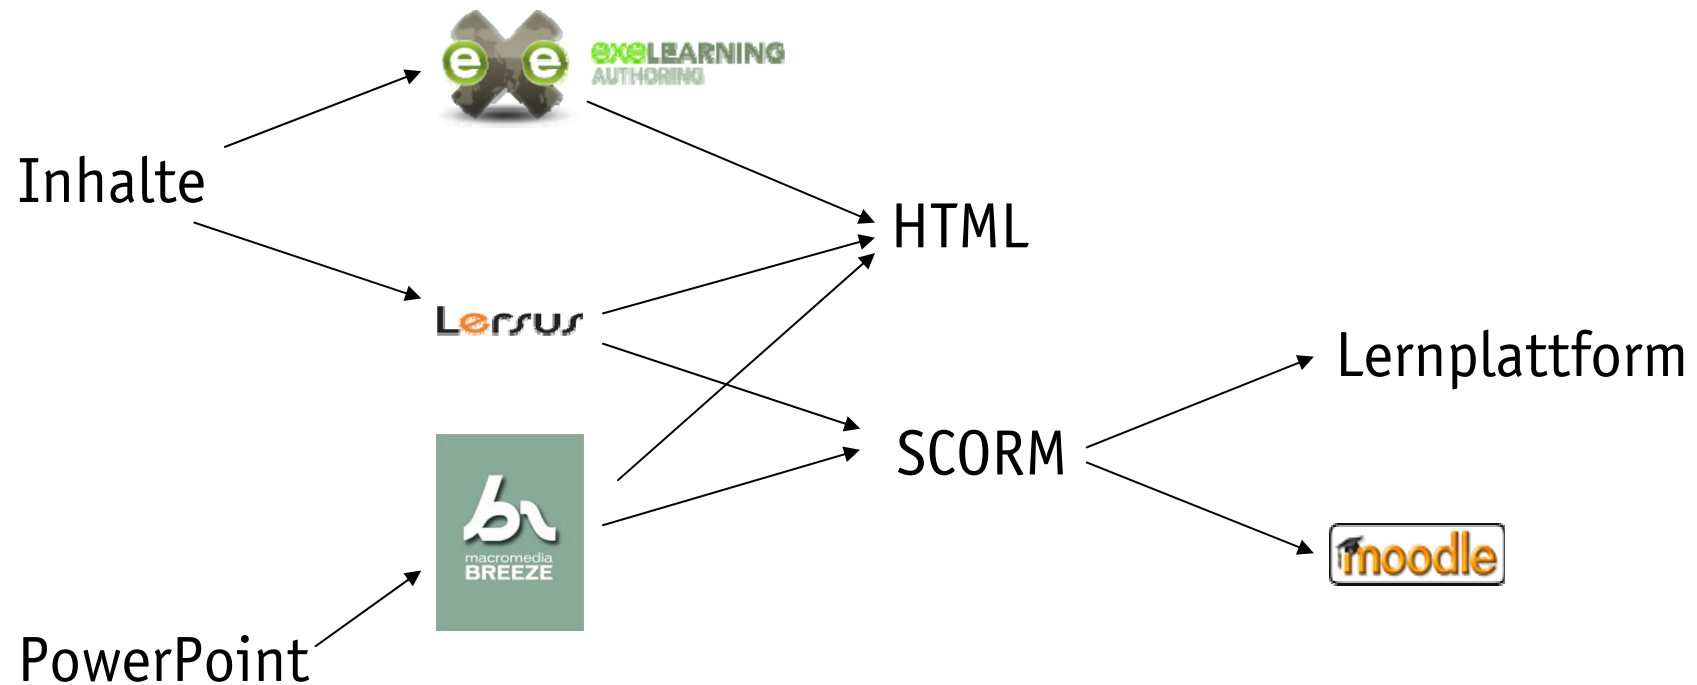 e e
exeLEARNING
AUTHORING
Inhalte
HTML
Lersus
Lernplattform
SCORM
macromedia
BREEZE
moodle
PowerPoint